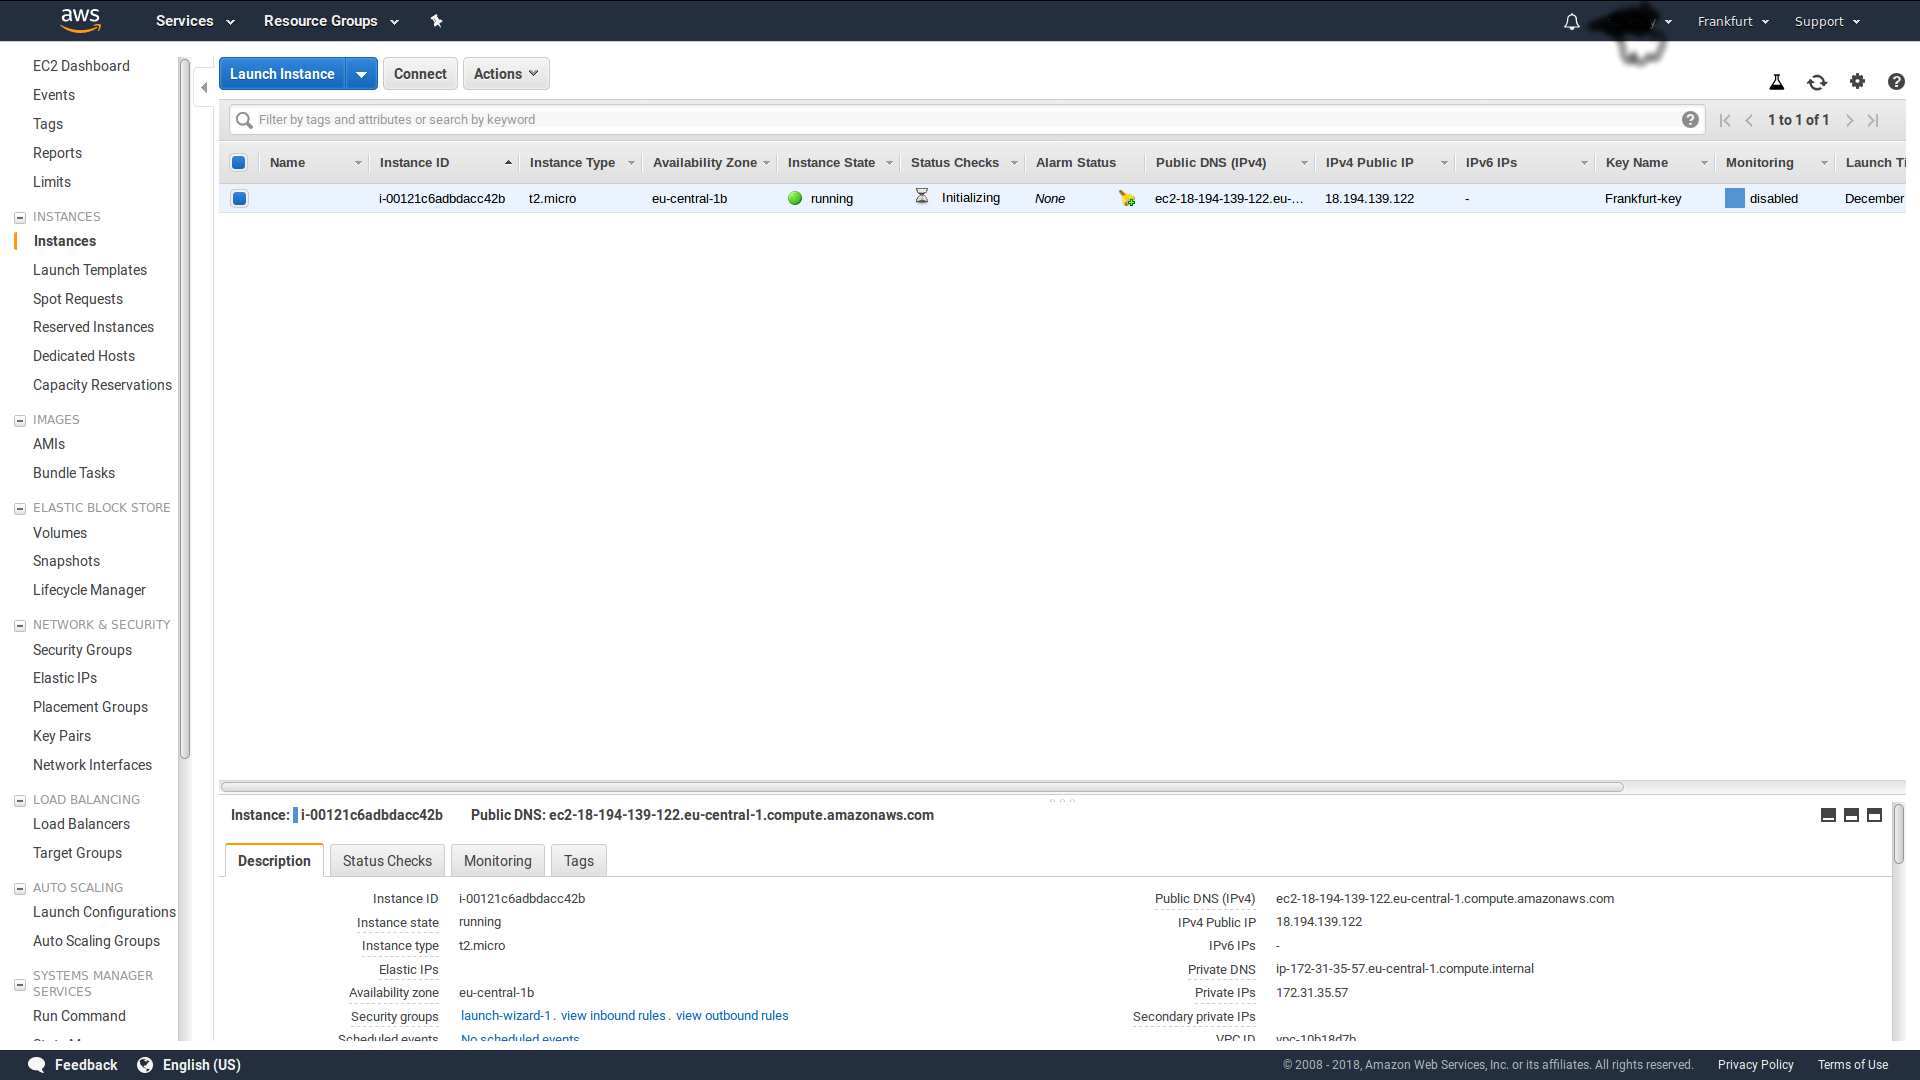 aws Services Resource Groups Frankfurt Support
EC2 Dashboard
Events
Tags
Reports
Limits
INSTANCES
Instances
Launch Templates
Spot Requests
Reserved Instances
Dedicated Hosts
Capacity Reservations
IMAGES
AMIs
Bundle Tasks
ELASTIC BLOCK STORE
Volumes
Snapshots
Lifecycle Manager
NETWORK & SECURITY
Security Groups
Elastic IPs
Placement Groups
Key Pairs
Network Interfaces
LOAD BALANCING
Load Balancers
Target Groups
AUTO SCALING
Launch Configurations
Auto Scaling Groups
SYSTEMS MANAGER
SERVICES
Run Command
Launch Instance Connect Actions
Filter by tags and attributes or search by keyword 1 to 1 of 1
Name Instance ID Instance Type Availability Zone Instance State Status Checks Alarm Status Public DNS (IPv4) IPv4 Public IP IPv6 IPs Key Name Monitoring Launch Ti
i-00121c6adbdacc42b t2.micro eu-central-1b running Initializing None ec2-18-194-139-122.eu-... 18.194.139.122 - Frankfurt-key disabled December
Instance: i-00121c6adbdacc42b Public DNS: ec2-18-194-139-122.eu-central-1.compute.amazonaws.com
Description Status Checks Monitoring Tags
Instance ID i-00121c6adbdacc42b Public DNS (IPv4) ec2-18-194-139-122.eu-central-1.compute.amazonaws.com
Instance state running IPv4 Public IP 18.194.139.122
Instance type t2.micro IPv6 IPs -
Elastic IPs Private DNS ip-172-31-35-57.eu-central-1.compute.internal
Availability zone eu-central-1b Private IPs 172.31.35.57
Security groups launch-wizard-1. view inbound rules. view outbound rules Secondary private IPs
Scheduled events No scheduled events VPC ID vpc-10b18d7b
Feedback English (US) © 2008 - 2018, Amazon Web Services, Inc. or its affiliates. All rights reserved. Privacy Policy Terms of Use